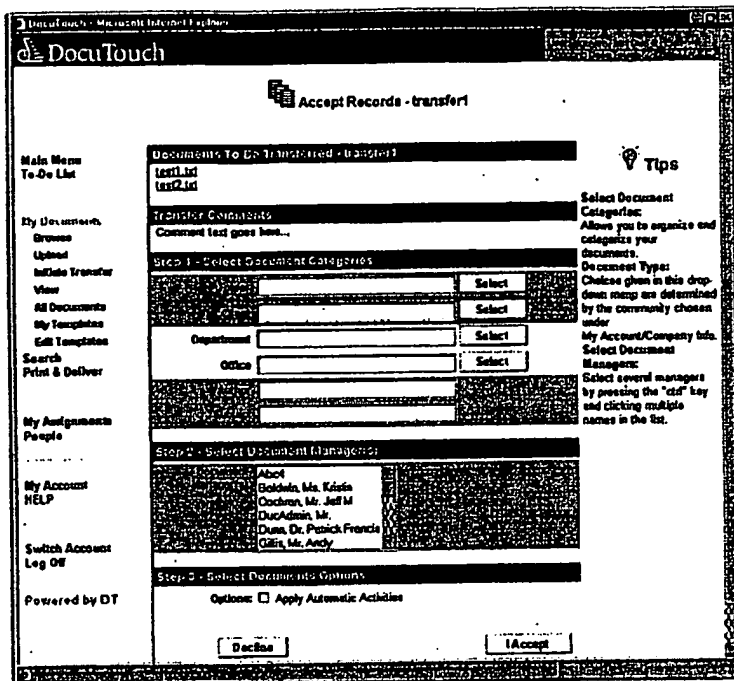 DocuTouch - Microsoft Internet Explorer
DocuTouch
Accept Records - transfer1
Main Menu
To-Do List
My Documents
Browse
Upload
Initiate Transfer
View
All Documents
My Templates
Edit Templates
Search
Print & Deliver
My Assignments
People
My Account
HELP
Switch Account
Log Off
Powered by DT
Documents To Be Transferred - transfer1
test1.txt
test2.txt
Transfer Comments
Comment text goes here...
Step 1 - Select Document Categories
Select
Select
Department Select
Office Select
Step 2 - Select Document Manager(s)
Abc4
Baldwin, Ms. Kristin
Cochran, Mr. Jeff M
DucAdmin, Mr.
Dunn, Dr. Patrick Francis
Gillis, Mr. Andy
Step 3 - Select Documents Options
Options: Apply Automatic Activities
Decline I Accept
Tips
Select Document
Categories:
Allows you to organize and
categorize your
documents.
Document Type:
Choices given in this drop-
down menu are determined
by the community chosen
under
My Account/Company Info.
Select Document
Managers:
Select several managers
by pressing the "ctrl" key
and clicking multiple
names in the list.